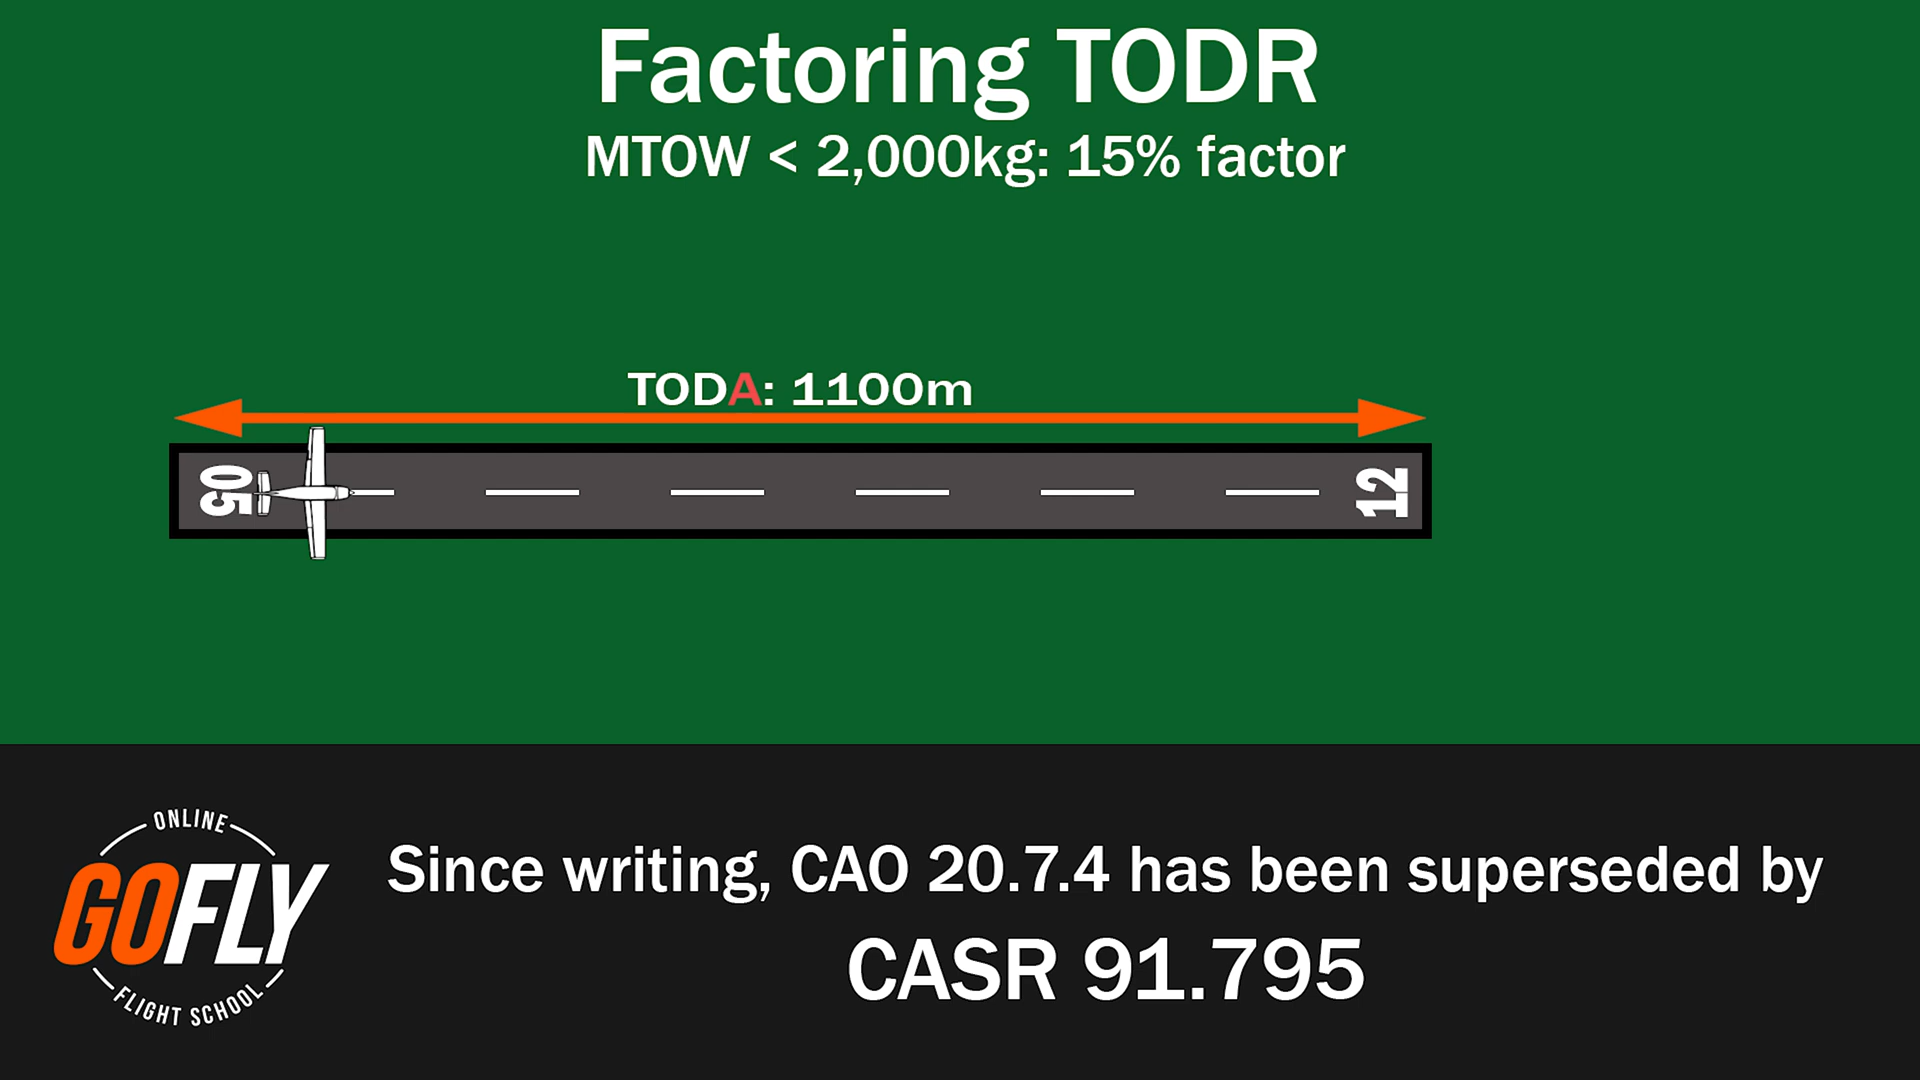 Factoring TODR
MTOW < 2,000kg: 15% factor
TODA: 1100m
05
12
ONLINE
GOFLY
FLIGHT SCHOOL
Since writing, CAO 20.7.4 has been superseded by
CASR 91.795